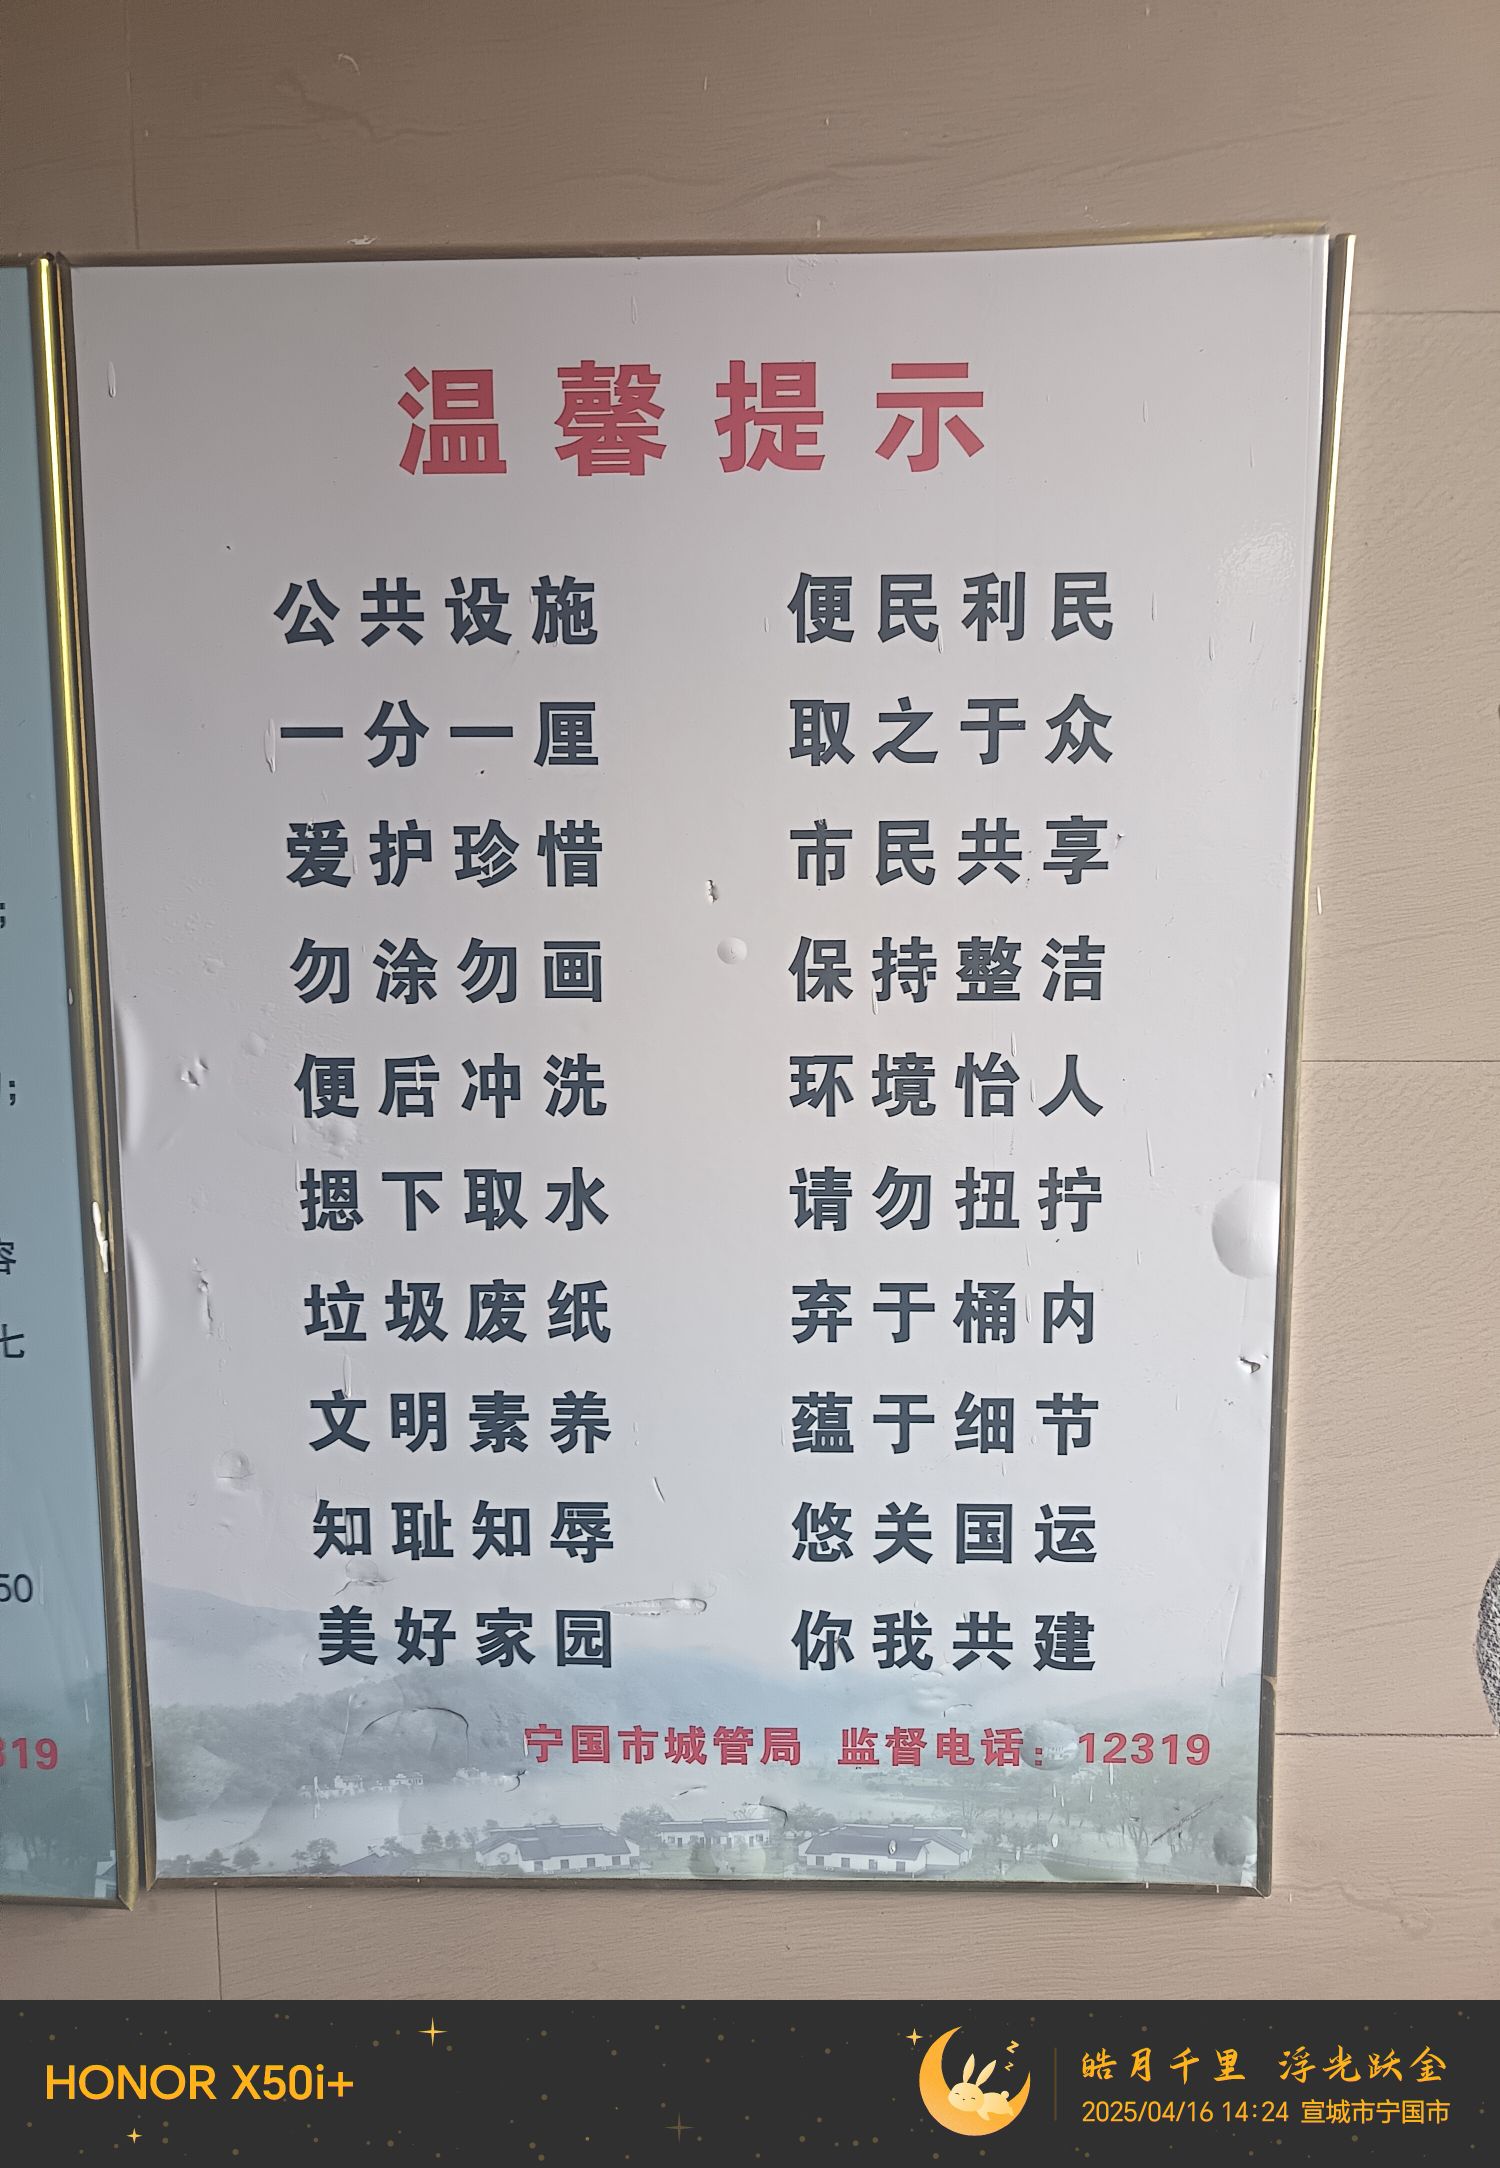 温馨提示
公共设施 便民利民
一分一厘 取之于众
爱护珍惜 市民共享
勿涂勿画 保持整洁
便后冲洗 环境怡人
摁下取水 请勿扭拧
垃圾废纸 弃于桶内
文明素养 蕴于细节
知耻知辱 悠关国运
美好家园 你我共建
宁国市城管局 监督电话：12319
;
;
容
七
50
319
HONOR X50i+
皓月千里 浮光跃金
2025/04/16 14:24 宣城市宁国市